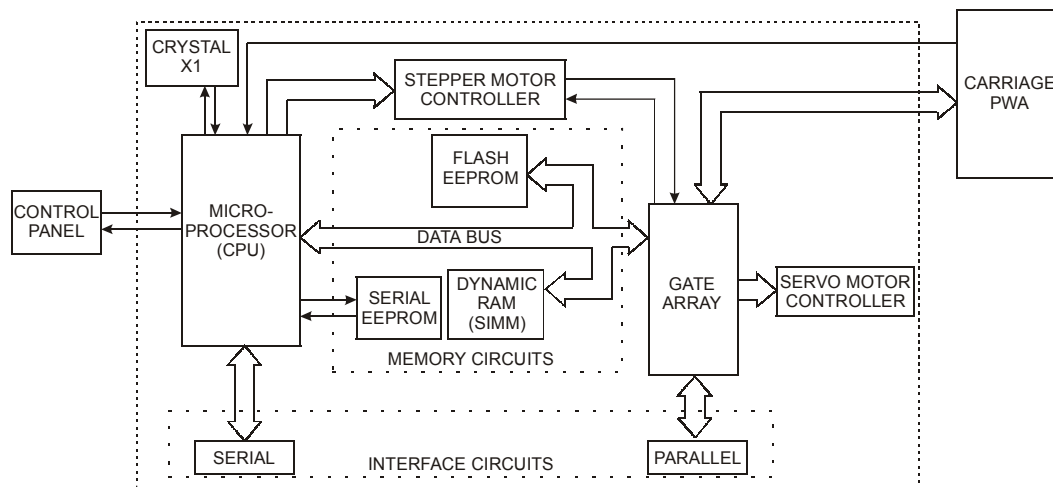 CRYSTAL
X1
STEPPER MOTOR
CONTROLLER
CARRIAGE
PWA
FLASH
EEPROM
CONTROL
PANEL
MICRO-
PROCESSOR
(CPU)
DATA BUS
GATE
ARRAY
SERVO MOTOR
CONTROLLER
SERIAL
EEPROM
DYNAMIC
RAM
(SIMM)
MEMORY CIRCUITS
SERIAL
INTERFACE CIRCUITS
PARALLEL